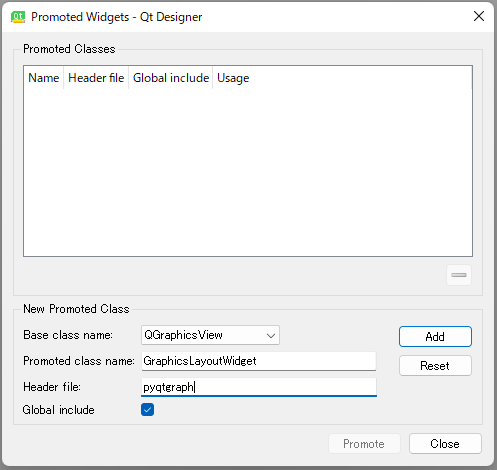 Qt Promoted Widgets - Qt Designer
Promoted Classes
Name Header file Global include Usage
New Promoted Class
Base class name: QGraphicsView
Add
Promoted class name: GraphicsLayoutWidget
Reset
Header file: pyqtgraph
Global include
Promote Close